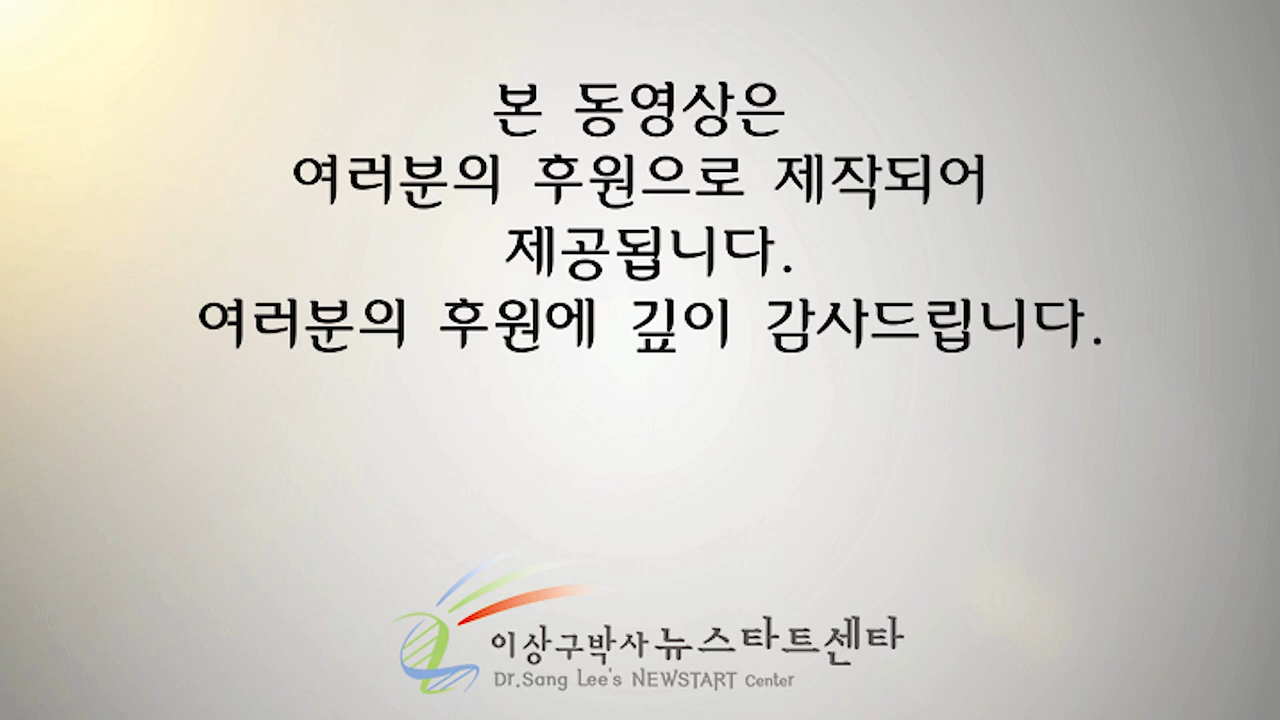 본 동영상은
여러분의 후원으로 제작되어
제공됩니다.
여러분의 후원에 깊이 감사드립니다.
이상구박사 뉴스타트센타
Dr.Sang Lee's NEWSTART Center